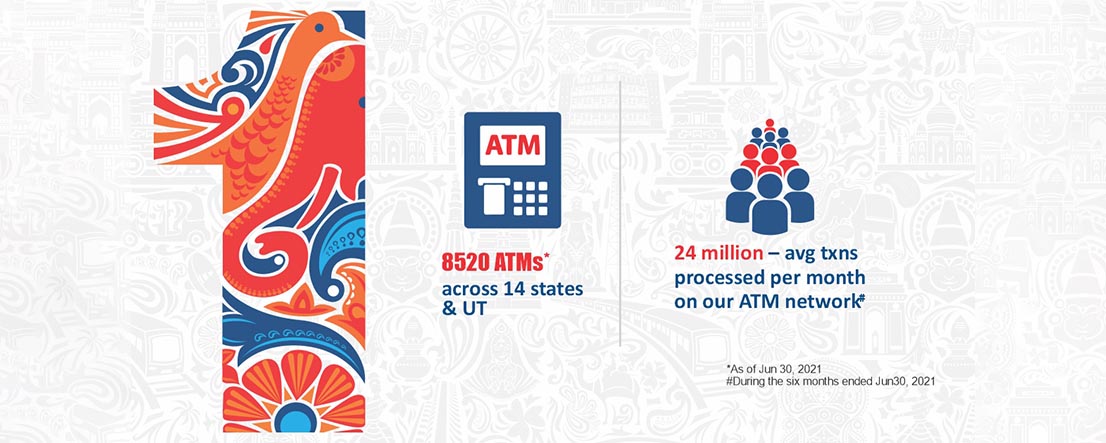 1
ATM
8520 ATMs*
across 14 states
& UT
24 million – avg txns
processed per month
on our ATM network#
*As of Jun 30, 2021
#During the six months ended Jun30, 2021